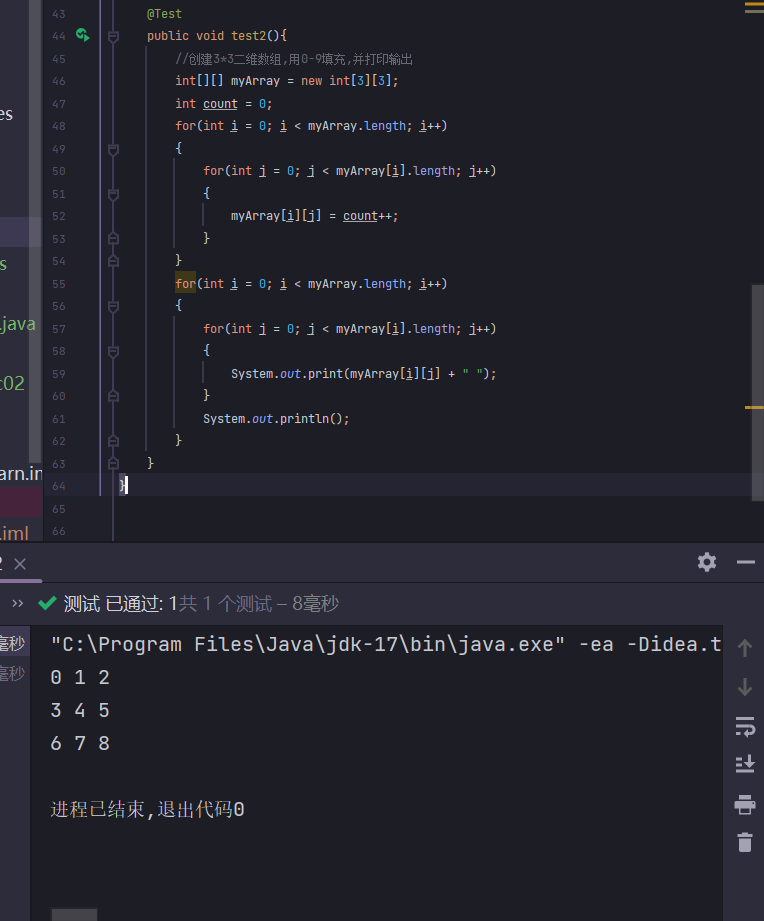 43 @Test
44 public void test2(){
45 //创建3*3二维数组,用0-9填充,并打印输出
46 int[][] myArray = new int[3][3];
47 int count = 0;
48 for(int i = 0; i < myArray.length; i++)
49 {
50 for(int j = 0; j < myArray[i].length; j++)
51 {
52 myArray[i][j] = count++;
53 }
54 }
55 for(int i = 0; i < myArray.length; i++)
56 {
57 for(int j = 0; j < myArray[i].length; j++)
58 {
59 System.out.print(myArray[i][j] + " ");
60 }
61 System.out.println();
62 }
63 }
64 }
65
66
es
s
.java
c02
arn.im
.iml
2 ×
» 测试 已通过: 1共 1 个测试 – 8毫秒
毫秒
毫秒
"C:\Program Files\Java\jdk-17\bin\java.exe" -ea -Didea.t
0 1 2
3 4 5
6 7 8
进程已结束,退出代码0